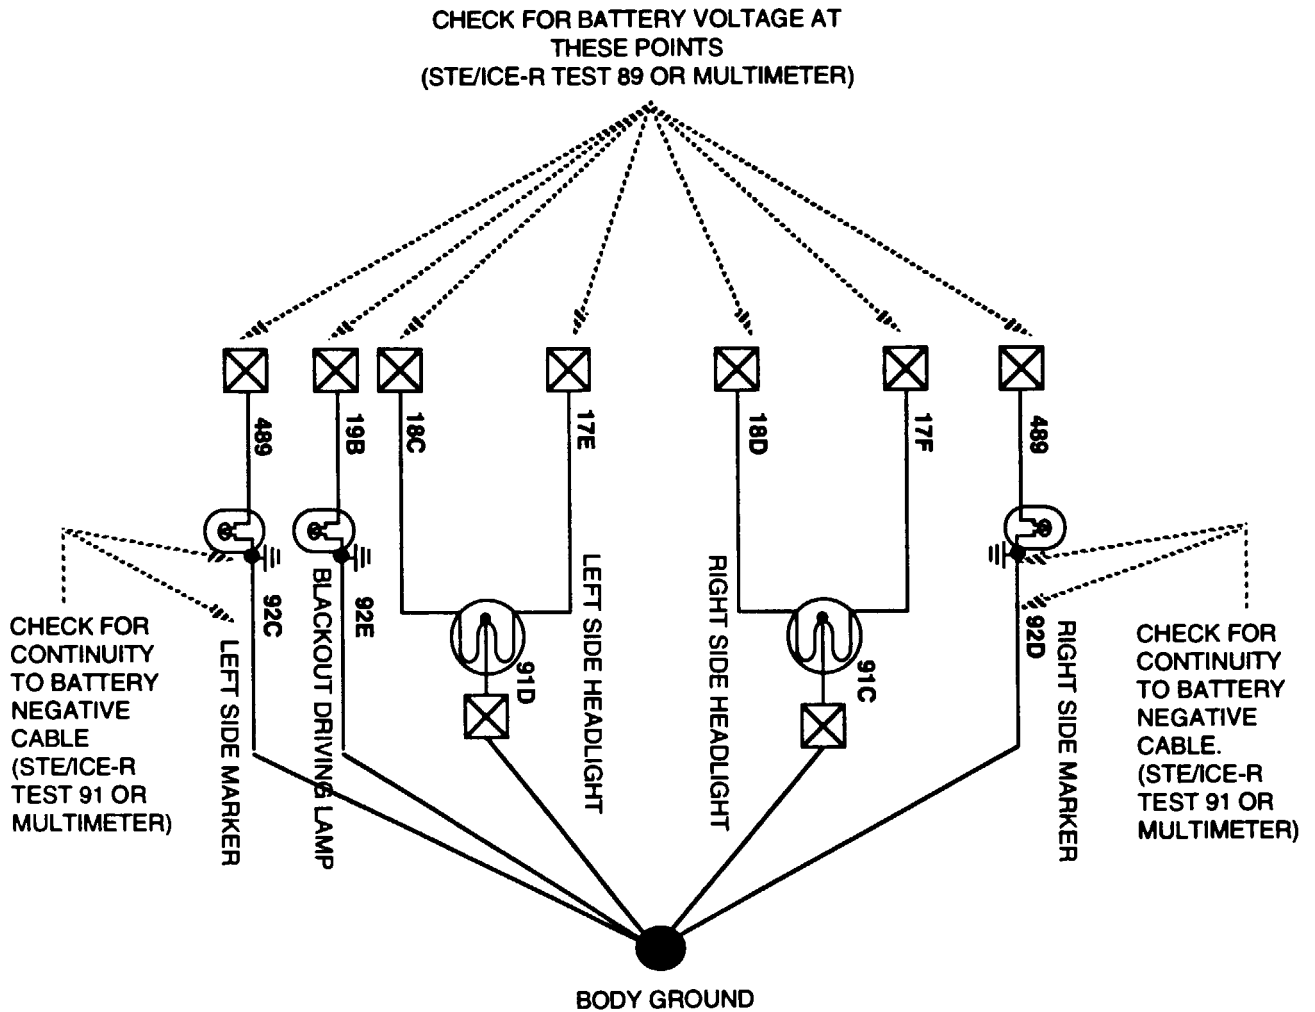 CHECK FOR BATTERY VOLTAGE AT
THESE POINTS
(STE/ICE-R TEST 89 OR MULTIMETER)
489
19B
18C
17E
18D
17F
489
92C
92E
91D
91C
92D
LEFT SIDE MARKER
BLACKOUT DRIVING LAMP
LEFT SIDE HEADLIGHT
RIGHT SIDE HEADLIGHT
RIGHT SIDE MARKER
CHECK FOR
CONTINUITY
TO BATTERY
NEGATIVE
CABLE
(STE/ICE-R
TEST 91 OR
MULTIMETER)
CHECK FOR
CONTINUITY
TO BATTERY
NEGATIVE
CABLE.
(STE/ICE-R
TEST 91 OR
MULTIMETER)
BODY GROUND